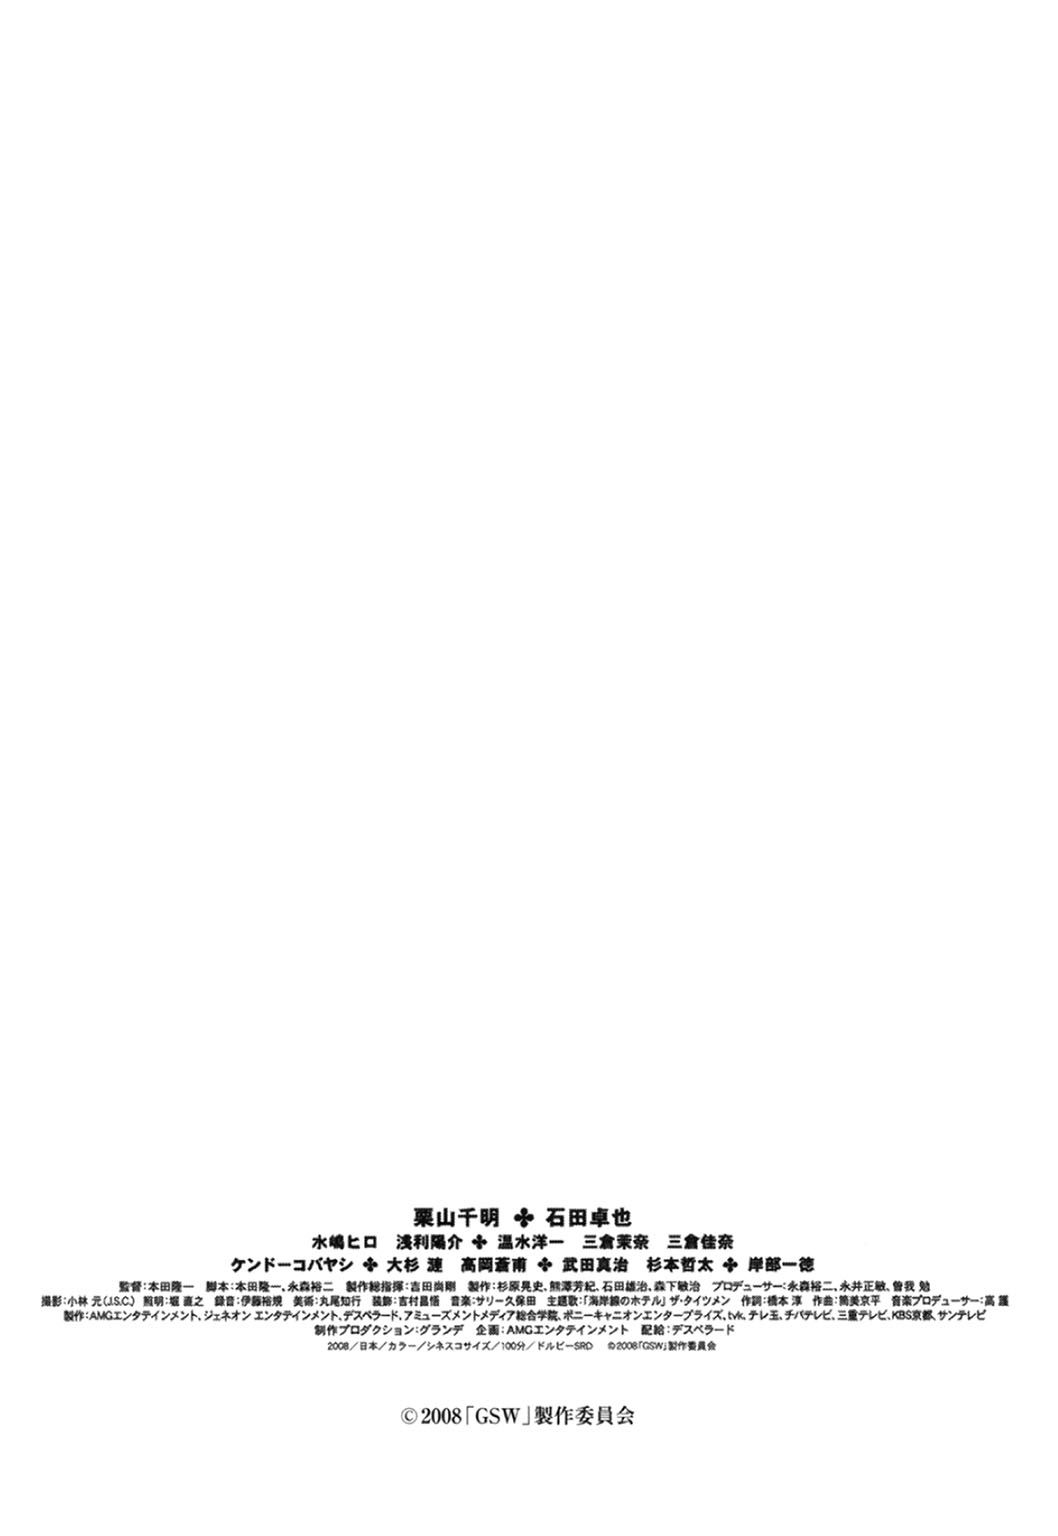 栗山千明 ✤ 石田卓也
水嶋ヒロ 浅利陽介 ✤ 温水洋一 三倉茉奈 三倉佳奈
ケンドーコバヤシ ✤ 大杉 漣 高岡蒼甫 ✤ 武田真治 杉本哲太 ✤ 岸部一徳
監督:本田隆一 脚本:本田隆一、永森裕二 製作総指揮:吉田尚剛 製作:杉原晃史、熊澤芳紀、石田雄治、森下敏治 プロデューサー:永森裕二、永井正敏、曽我 勉
撮影:小林 元(J.S.C.) 照明:堀 直之 録音:伊藤裕規 美術:丸尾知行 装飾:吉村昌悟 音楽:サリー久保田 主題歌:「海岸線のホテル」ザ・タイツメン 作詞:橋本 淳 作曲:筒美京平 音楽プロデューサー:高 護
製作:AMGエンタテインメント、ジェネオン エンタテインメント、デスペラード、アミューズメントメディア総合学院、ポニーキャニオンエンタープライズ、tvk、テレ玉、チバテレビ、三重テレビ、KBS京都、サンテレビ
制作プロダクション:グランデ 企画:AMGエンタテインメント 配給:デスペラード
2008/日本/カラー/シネスコサイズ/100分/ドルビーSRD ©2008「GSW」製作委員会
©2008「GSW」製作委員会